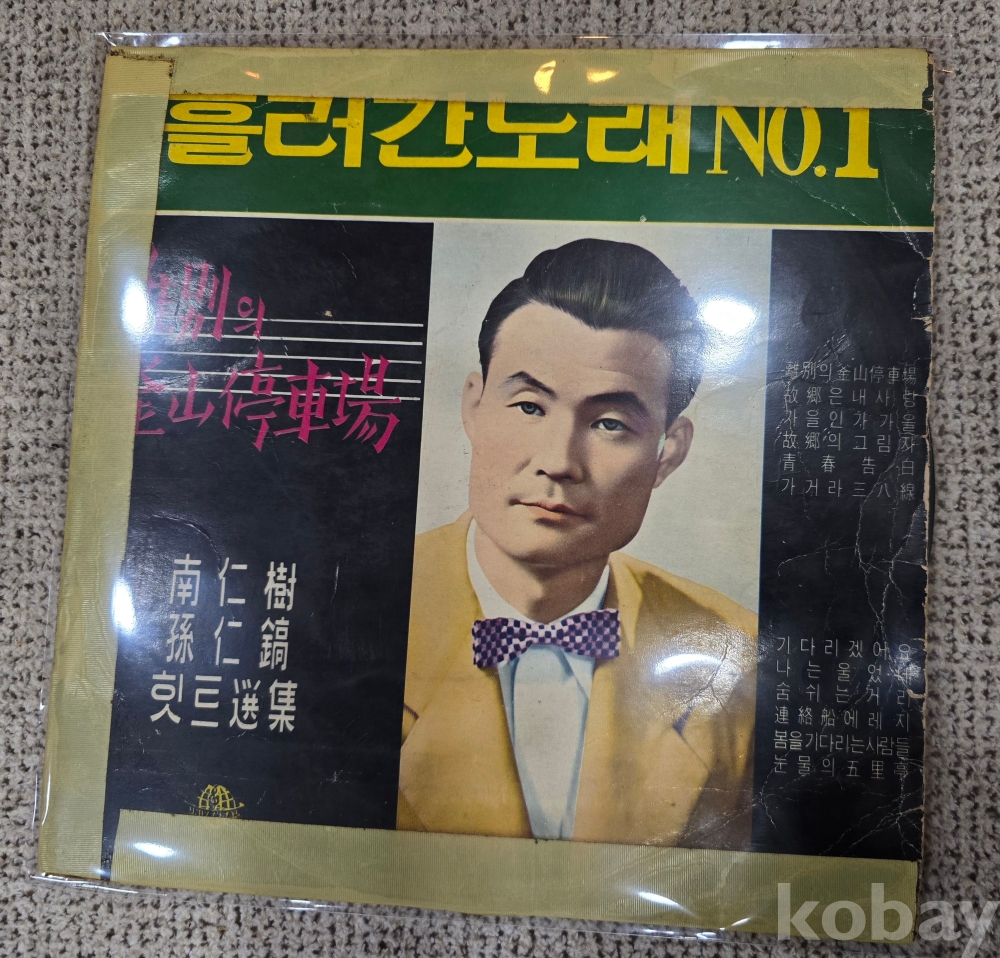 흘러간노래 NO.1
別의
山停車場
南仁樹
孫仁鎬
힛트選集
離別의釜山停車場
故鄕은내사랑
가을인가가을
故鄕의그림자
青春告白
가거라三八線
기다리겠어요
나는울었네
숨쉬는거리
連絡船에레지
봄을기다리는사람들
눈물의五里亭
kobay